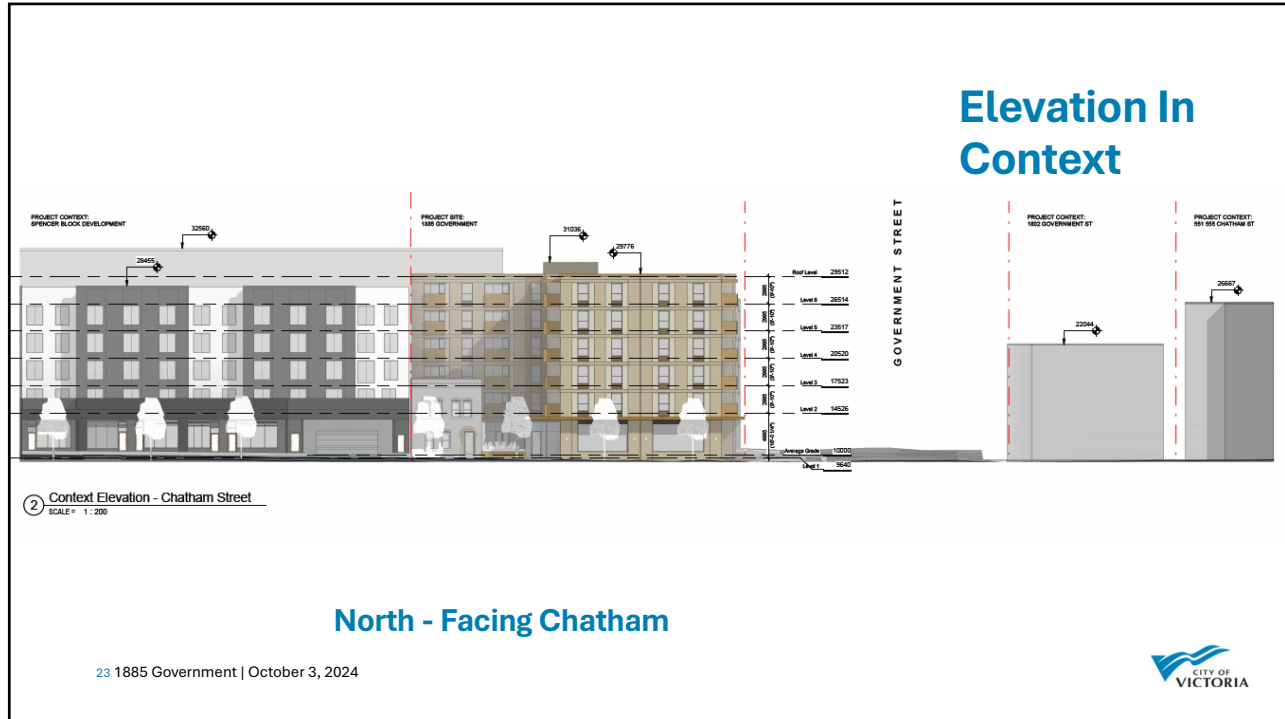 Elevation In
Context
PROJECT CONTEXT:
SPENCER BLOCK DEVELOPMENT
PROJECT SITE:
1885 GOVERNMENT
GOVERNMENT STREET
PROJECT CONTEXT:
1802 GOVERNMENT ST
PROJECT CONTEXT:
551 555 CHATHAM ST
32560
28455
31036
29776
22044
26667
Roof Level 29512
Level 6 26514
Level 5 23517
Level 4 20520
Level 3 17523
Level 2 14526
Average Grade 10000
Level 1 9640
2 Context Elevation - Chatham Street
SCALE = 1 : 200
North - Facing Chatham
23 1885 Government | October 3, 2024
CITY OF
VICTORIA